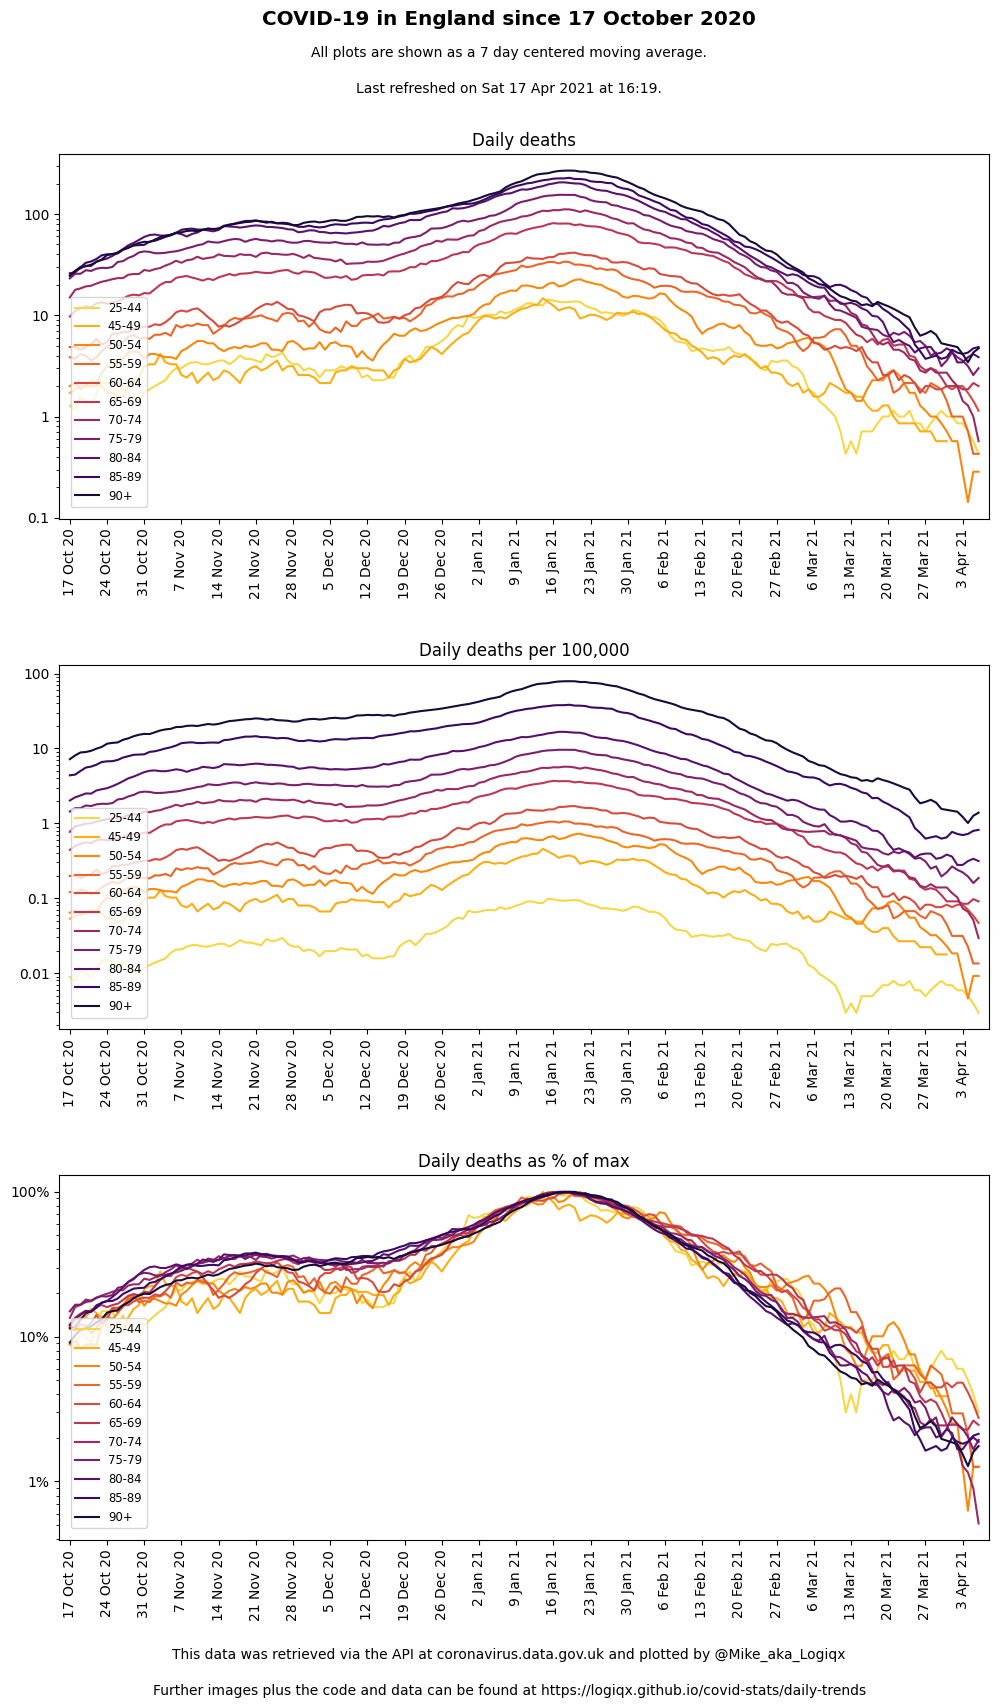 COVID-19 in England since 17 October 2020
All plots are shown as a 7 day centered moving average.
Last refreshed on Sat 17 Apr 2021 at 16:19.
Daily deaths
100
10
1
0.1
25-44
45-49
50-54
55-59
60-64
65-69
70-74
75-79
80-84
85-89
90+
17 Oct 20
24 Oct 20
31 Oct 20
7 Nov 20
14 Nov 20
21 Nov 20
28 Nov 20
5 Dec 20
12 Dec 20
19 Dec 20
26 Dec 20
2 Jan 21
9 Jan 21
16 Jan 21
23 Jan 21
30 Jan 21
6 Feb 21
13 Feb 21
20 Feb 21
27 Feb 21
6 Mar 21
13 Mar 21
20 Mar 21
27 Mar 21
3 Apr 21
Daily deaths per 100,000
100
10
1
0.1
0.01
25-44
45-49
50-54
55-59
60-64
65-69
70-74
75-79
80-84
85-89
90+
17 Oct 20
24 Oct 20
31 Oct 20
7 Nov 20
14 Nov 20
21 Nov 20
28 Nov 20
5 Dec 20
12 Dec 20
19 Dec 20
26 Dec 20
2 Jan 21
9 Jan 21
16 Jan 21
23 Jan 21
30 Jan 21
6 Feb 21
13 Feb 21
20 Feb 21
27 Feb 21
6 Mar 21
13 Mar 21
20 Mar 21
27 Mar 21
3 Apr 21
Daily deaths as % of max
100%
10%
1%
25-44
45-49
50-54
55-59
60-64
65-69
70-74
75-79
80-84
85-89
90+
17 Oct 20
24 Oct 20
31 Oct 20
7 Nov 20
14 Nov 20
21 Nov 20
28 Nov 20
5 Dec 20
12 Dec 20
19 Dec 20
26 Dec 20
2 Jan 21
9 Jan 21
16 Jan 21
23 Jan 21
30 Jan 21
6 Feb 21
13 Feb 21
20 Feb 21
27 Feb 21
6 Mar 21
13 Mar 21
20 Mar 21
27 Mar 21
3 Apr 21
This data was retrieved via the API at coronavirus.data.gov.uk and plotted by @Mike_aka_Logiqx
Further images plus the code and data can be found at https://logiqx.github.io/covid-stats/daily-trends